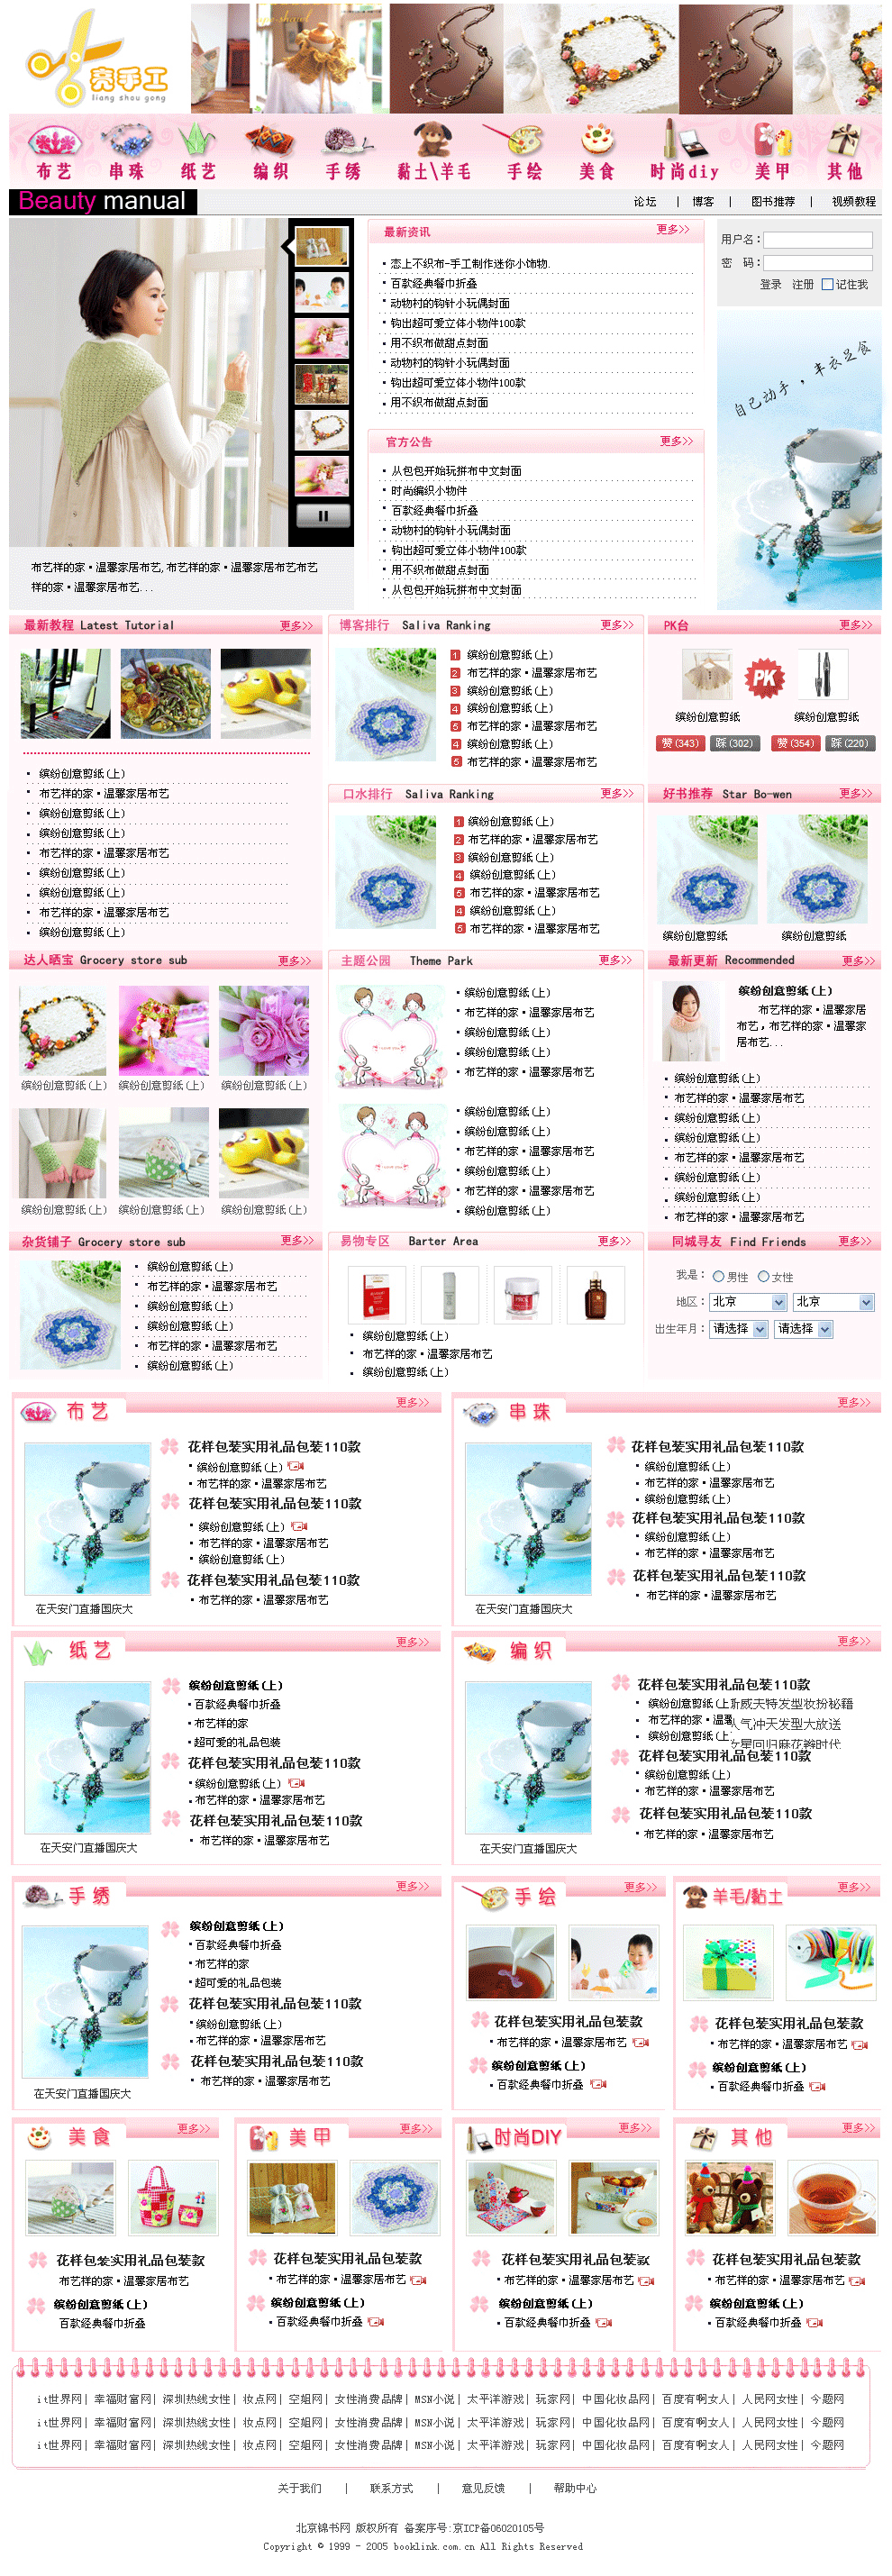 亮手工
liang shou gong
布艺 串珠 纸艺 编织 手绣 黏土\羊毛 手绘 美食 时尚diy 美甲 其他
Beauty manual
论坛 | 博客 | 图书推荐 | 视频教程
最新资讯 更多>>
恋上不织布-手工制作迷你小饰物.
百款经典餐巾折叠
动物村的钩针小玩偶封面
钩出超可爱立体小物件100款
用不织布做甜点封面
动物村的钩针小玩偶封面
钩出超可爱立体小物件100款
用不织布做甜点封面
用户名：
密 码：
登录 注册 记住我
自己动手，丰衣足食
官方公告 更多>>
从包包开始玩拼布中文封面
时尚编织小物件
百款经典餐巾折叠
动物村的钩针小玩偶封面
钩出超可爱立体小物件100款
用不织布做甜点封面
从包包开始玩拼布中文封面
布艺样的家·温馨家居布艺,布艺样的家·温馨家居布艺布艺
样的家·温馨家居布艺...
最新教程 Latest Tutorial 更多>>
缤纷创意剪纸(上)
布艺样的家·温馨家居布艺
缤纷创意剪纸(上)
缤纷创意剪纸(上)
布艺样的家·温馨家居布艺
缤纷创意剪纸(上)
缤纷创意剪纸(上)
布艺样的家·温馨家居布艺
缤纷创意剪纸(上)
博客排行 Saliva Ranking 更多>>
1 缤纷创意剪纸(上)
2 布艺样的家·温馨家居布艺
3 缤纷创意剪纸(上)
4 缤纷创意剪纸(上)
5 布艺样的家·温馨家居布艺
4 缤纷创意剪纸(上)
5 布艺样的家·温馨家居布艺
PK台 更多>>
PK
缤纷创意剪纸 缤纷创意剪纸
赞(343) 踩(302) 赞(354) 踩(220)
口水排行 Saliva Ranking 更多>>
1 缤纷创意剪纸(上)
2 布艺样的家·温馨家居布艺
3 缤纷创意剪纸(上)
4 缤纷创意剪纸(上)
5 布艺样的家·温馨家居布艺
4 缤纷创意剪纸(上)
5 布艺样的家·温馨家居布艺
好书推荐 Star Bo-wen 更多>>
缤纷创意剪纸 缤纷创意剪纸
达人晒宝 Grocery store sub 更多>>
缤纷创意剪纸(上) 缤纷创意剪纸(上) 缤纷创意剪纸(上)
缤纷创意剪纸(上) 缤纷创意剪纸(上) 缤纷创意剪纸(上)
主题公园 Theme Park 更多>>
缤纷创意剪纸(上)
布艺样的家·温馨家居布艺
缤纷创意剪纸(上)
缤纷创意剪纸(上)
布艺样的家·温馨家居布艺
缤纷创意剪纸(上)
缤纷创意剪纸(上)
布艺样的家·温馨家居布艺
缤纷创意剪纸(上)
布艺样的家·温馨家居布艺
缤纷创意剪纸(上)
最新更新 Recommended 更多>>
缤纷创意剪纸(上)
布艺样的家·温馨家居
布艺，布艺样的家·温馨家
居布艺...
缤纷创意剪纸(上)
布艺样的家·温馨家居布艺
缤纷创意剪纸(上)
缤纷创意剪纸(上)
布艺样的家·温馨家居布艺
缤纷创意剪纸(上)
缤纷创意剪纸(上)
布艺样的家·温馨家居布艺
杂货铺子 Grocery store sub 更多>>
缤纷创意剪纸(上)
布艺样的家·温馨家居布艺
缤纷创意剪纸(上)
缤纷创意剪纸(上)
布艺样的家·温馨家居布艺
缤纷创意剪纸(上)
易物专区 Barter Area 更多>>
缤纷创意剪纸(上)
布艺样的家·温馨家居布艺
缤纷创意剪纸(上)
同城寻友 Find Friends 更多>>
我是： 男性 女性
地区： 北京 北京
出生年月： 请选择 请选择
布艺 更多>>
花样包装实用礼品包装110款
缤纷创意剪纸(上)
布艺样的家·温馨家居布艺
花样包装实用礼品包装110款
缤纷创意剪纸(上)
布艺样的家·温馨家居布艺
缤纷创意剪纸(上)
花样包装实用礼品包装110款
布艺样的家·温馨家居布艺
在天安门直播国庆大
串珠 更多>>
花样包装实用礼品包装110款
缤纷创意剪纸(上)
布艺样的家·温馨家居布艺
缤纷创意剪纸(上)
花样包装实用礼品包装110款
缤纷创意剪纸(上)
布艺样的家·温馨家居布艺
花样包装实用礼品包装110款
布艺样的家·温馨家居布艺
在天安门直播国庆大
纸艺 更多>>
缤纷创意剪纸(上)
百款经典餐巾折叠
布艺样的家
超可爱的礼品包装
花样包装实用礼品包装110款
缤纷创意剪纸(上)
布艺样的家·温馨家居布艺
花样包装实用礼品包装110款
布艺样的家·温馨家居布艺
在天安门直播国庆大
编织 更多>>
花样包装实用礼品包装110款
缤纷创意剪纸(上 威夫特发型妆扮秘籍
布艺样的家·温馨 人气冲天发型大放送
缤纷创意剪纸(上 女星回归麻花辫时代
花样包装实用礼品包装110款
缤纷创意剪纸(上)
布艺样的家·温馨家居布艺
花样包装实用礼品包装110款
布艺样的家·温馨家居布艺
在天安门直播国庆大
手绣 更多>>
缤纷创意剪纸(上)
百款经典餐巾折叠
布艺样的家
超可爱的礼品包装
花样包装实用礼品包装110款
缤纷创意剪纸(上)
布艺样的家·温馨家居布艺
花样包装实用礼品包装110款
布艺样的家·温馨家居布艺
在天安门直播国庆大
手绘 更多>>
花样包装实用礼品包装款
布艺样的家·温馨家居布艺
缤纷创意剪纸(上)
百款经典餐巾折叠
羊毛/黏土 更多>>
花样包装实用礼品包装款
布艺样的家·温馨家居布艺
缤纷创意剪纸(上)
百款经典餐巾折叠
美食 更多>>
花样包装实用礼品包装款
布艺样的家·温馨家居布艺
缤纷创意剪纸(上)
百款经典餐巾折叠
美甲 更多>>
花样包装实用礼品包装款
布艺样的家·温馨家居布艺
缤纷创意剪纸(上)
百款经典餐巾折叠
时尚DIY 更多>>
花样包装实用礼品包装款
布艺样的家·温馨家居布艺
缤纷创意剪纸(上)
百款经典餐巾折叠
其他 更多>>
花样包装实用礼品包装款
布艺样的家·温馨家居布艺
缤纷创意剪纸(上)
百款经典餐巾折叠
it世界网| 幸福财富网| 深圳热线女性| 妆点网| 空姐网| 女性消费品牌| MSN小说| 太平洋游戏| 玩家网| 中国化妆品网| 百度有啊女人| 人民网女性| 今题网
it世界网| 幸福财富网| 深圳热线女性| 妆点网| 空姐网| 女性消费品牌| MSN小说| 太平洋游戏| 玩家网| 中国化妆品网| 百度有啊女人| 人民网女性| 今题网
it世界网| 幸福财富网| 深圳热线女性| 妆点网| 空姐网| 女性消费品牌| MSN小说| 太平洋游戏| 玩家网| 中国化妆品网| 百度有啊女人| 人民网女性| 今题网
关于我们 | 联系方式 | 意见反馈 | 帮助中心
北京锦书网 版权所有 备案序号:京ICP备06020105号
Copyright © 1999 - 2005 booklink.com.cn All Rights Reserved